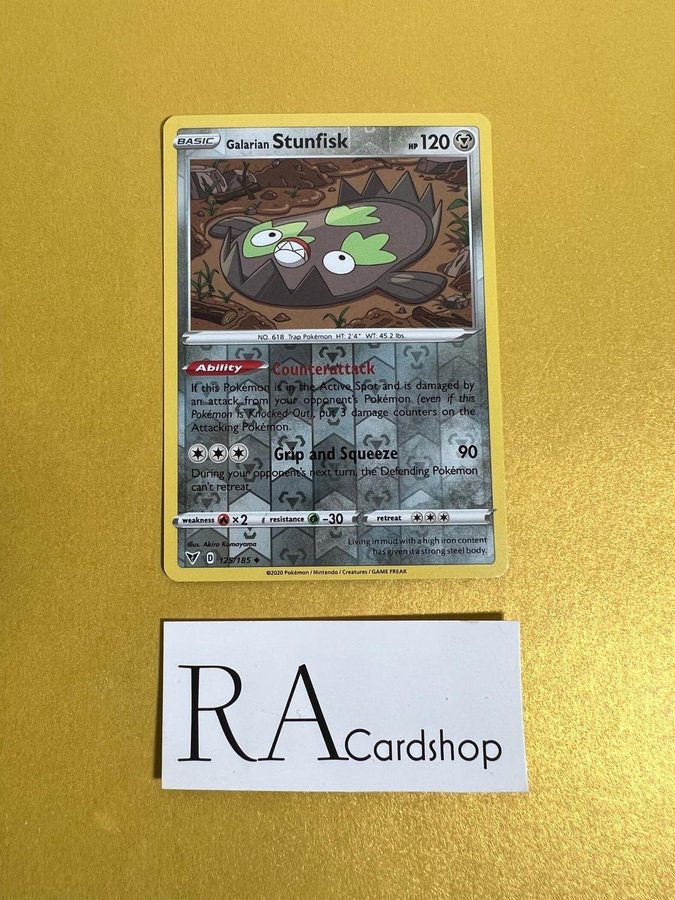 BASIC Galarian Stunfisk HP 120
NO. 618 Trap Pokémon HT. 2'4" WT. 45.2 lbs.
Ability Counterattack
If this Pokémon is in the Active Spot and is damaged by
an attack from your opponent's Pokémon (even if this
Pokémon is Knocked Out), put 3 damage counters on the
Attacking Pokémon.
Grip and Squeeze 90
During your opponent's next turn, the Defending Pokémon
can't retreat.
weakness ×2 resistance -30 retreat
Illus. Akira Komayama
Living in mud with a high iron content
has given it a strong steel body.
D 125/185
©2020 Pokémon / Nintendo / Creatures / GAME FREAK
RA Cardshop